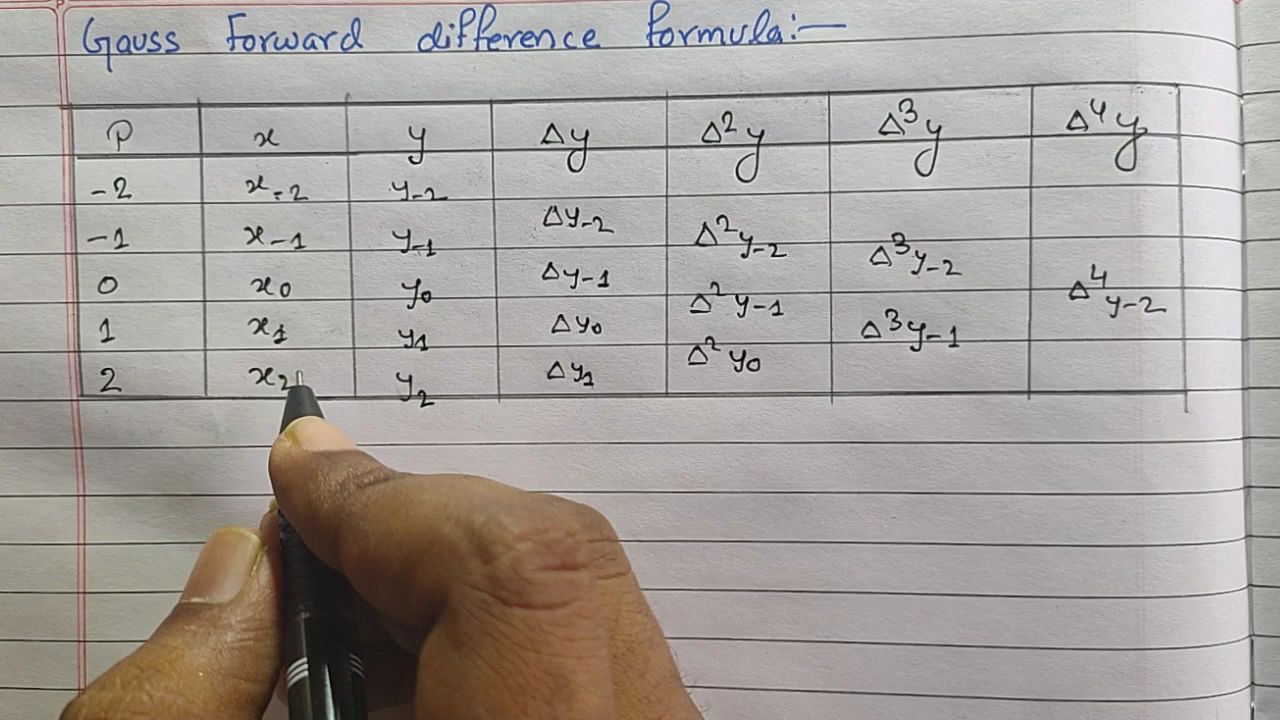 Gauss Forward difference formula:—
P x y Δy Δ²y Δ³y Δ⁴y
-2 x₋₂ y₋₂
Δy₋₂
-1 x₋₁ y₋₁ Δ²y₋₂
Δy₋₁ Δ³y₋₂
0 x₀ y₀ Δ²y₋₁ Δ⁴y₋₂
Δy₀ Δ³y₋₁
1 x₁ y₁ Δ²y₀
Δy₁
2 x₂ y₂